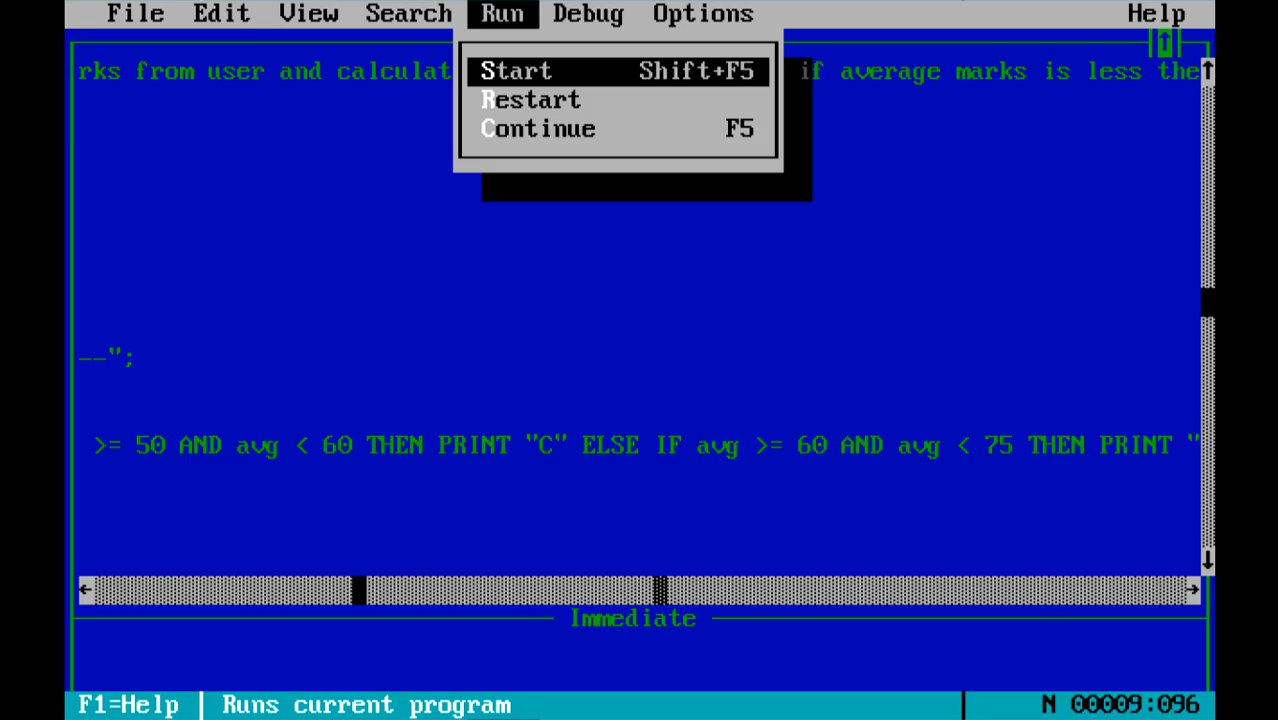 File Edit View Search Run Debug Options Help
rks from user and calculat if average marks is less the
Start Shift+F5
Restart
Continue F5
--";
>= 50 AND avg < 60 THEN PRINT "C" ELSE IF avg >= 60 AND avg < 75 THEN PRINT "
Immediate
F1=Help Runs current program N 00009:096